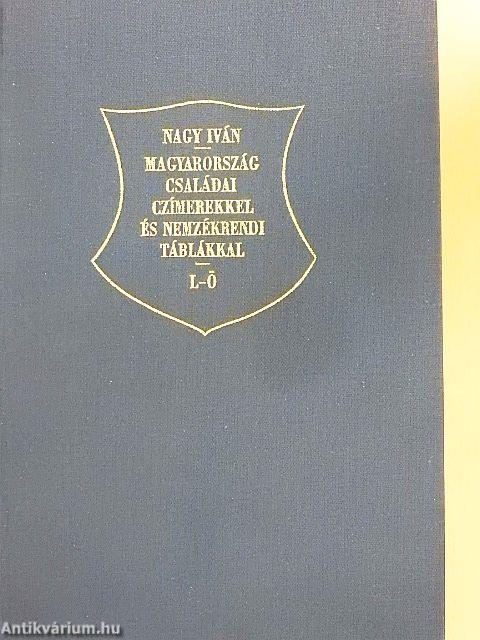 NAGY IVÁN
MAGYARORSZÁG
CSALÁDAI
CZÍMEREKKEL
ÉS NEMZÉKRENDI
TÁBLÁKKAL
L-Ö
Antikvárium.hu